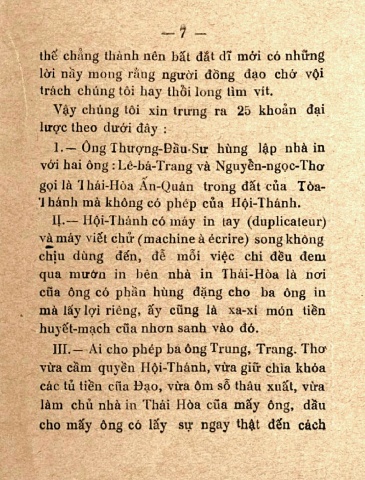 — 7 —
thế chẳng thành nên bất đắt dĩ mới có những
lời nầy mong rằng người đồng đạo chớ vội
trách chúng tôi hay thổi long tìm vít.
Vậy chúng tôi xin trưng ra 25 khoản đại
lược theo dưới đây :
I.— Ông Thượng-Đầu-Sư hùng lập nhà in
với hai ông : Lê-bá-Trang và Nguyễn-ngọc-Thơ
gọi là Thái-Hòa Ấn-Quán trong đất của Tòa-
Thánh mà không có phép của Hội-Thánh.
II.— Hội-Thánh có máy in tay (duplicateur)
và máy viết chữ (machine à écrire) song không
chịu dùng đến, để mỗi việc chi đều đem
qua mướn in bên nhà in Thái-Hòa là nơi
của ông có phần hùng đặng cho ba ông in
mà lấy lợi riêng, ấy cũng là xa-xí món tiền
huyết-mạch của nhơn sanh vào đó.
III. — Ai cho phép ba ông Trung, Trang. Thơ
vừa cầm quyền Hội-Thánh, vừa giữ chìa khóa
các tủ tiền của Đạo, vừa ôm sổ thâu xuất, vừa
làm chủ nhà in Thái Hòa của mấy ông, dầu
cho mấy ông có lấy sự ngay thật đến cách